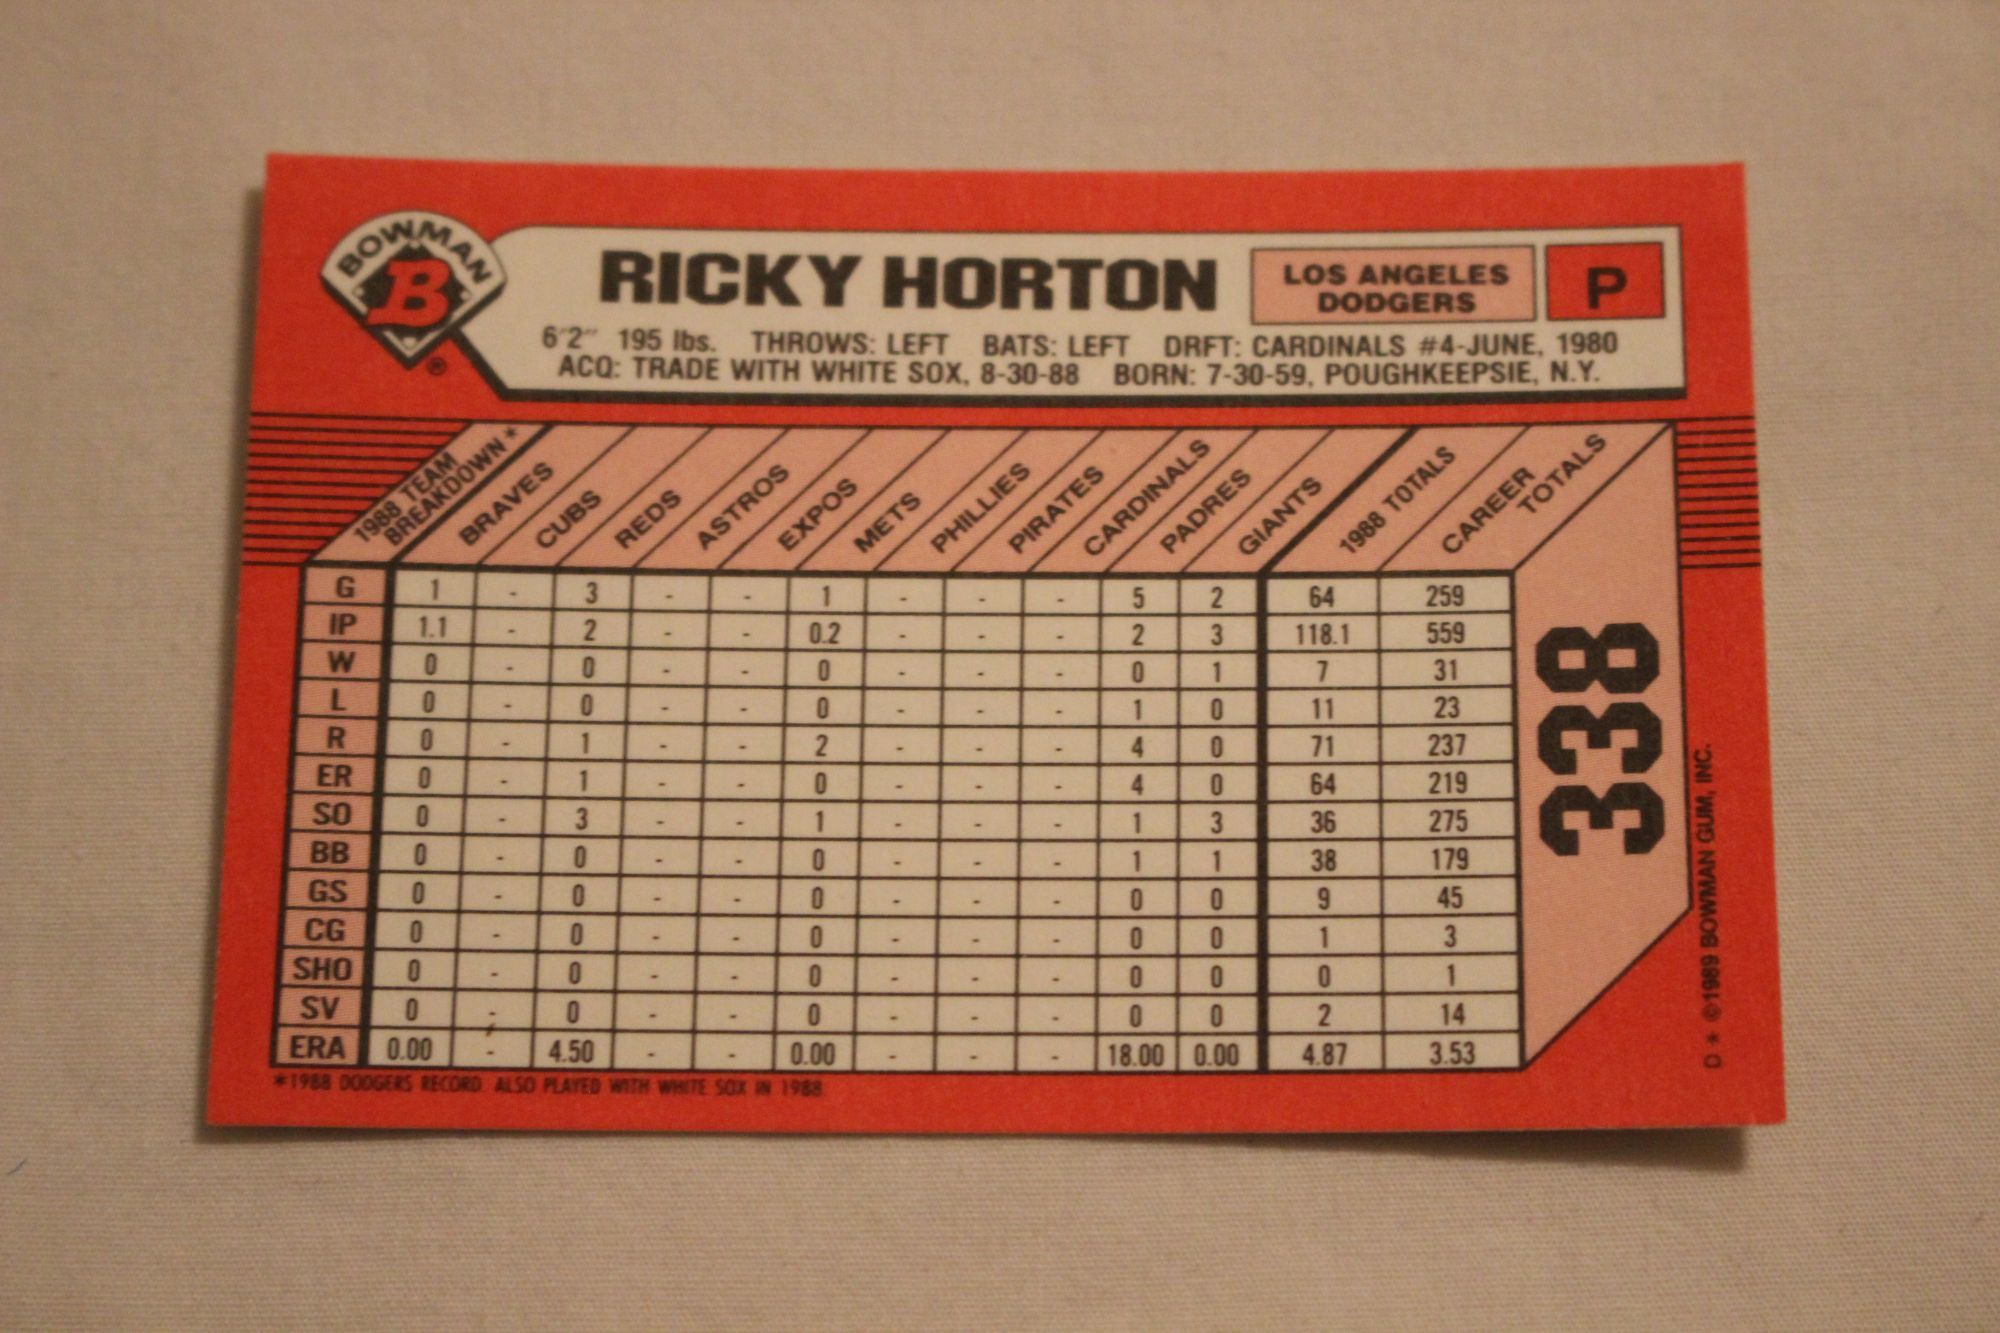 BOWMAN
B
®
RICKY HORTON
LOS ANGELES
DODGERS
P
6'2" 195 lbs. THROWS: LEFT BATS: LEFT DRFT: CARDINALS #4-JUNE, 1980
ACQ: TRADE WITH WHITE SOX, 8-30-88 BORN: 7-30-59, POUGHKEEPSIE, N.Y.
1988 TEAM BREAKDOWN* BRAVES CUBS REDS ASTROS EXPOS METS PHILLIES PIRATES CARDINALS PADRES GIANTS 1988 TOTALS CAREER TOTALS
G 1 - 3 - - 1 - - - 5 2 64 259
IP 1.1 - 2 - - 0.2 - - - 2 3 118.1 559
W 0 - 0 - - 0 - - - 0 1 7 31
L 0 - 0 - - 0 - - - 1 0 11 23
R 0 - 1 - - 2 - - - 4 0 71 237
ER 0 - 1 - - 0 - - - 4 0 64 219
SO 0 - 3 - - 1 - - - 1 3 36 275
BB 0 - 0 - - 0 - - - 1 1 38 179
GS 0 - 0 - - 0 - - - 0 0 9 45
CG 0 - 0 - - 0 - - - 0 0 1 3
SHO 0 - 0 - - 0 - - - 0 0 0 1
SV 0 - 0 - - 0 - - - 0 0 2 14
ERA 0.00 - 4.50 - - 0.00 - - - 18.00 0.00 4.87 3.53
*1988 DODGERS RECORD. ALSO PLAYED WITH WHITE SOX IN 1988
338
D * ©1989 BOWMAN GUM, INC.